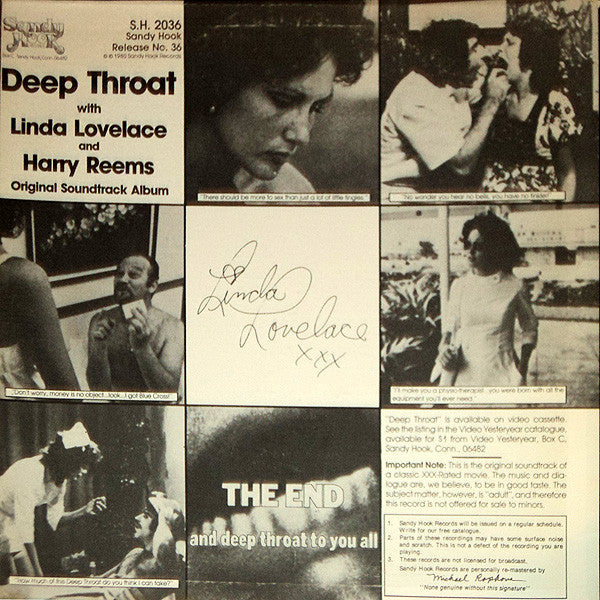 Sandy
Hook
S.H. 2036
Sandy Hook
Release No. 36
© ℗ 1980 Sandy Hook Records
Deep Throat
with
Linda Lovelace
and
Harry Reems
Original Soundtrack Album
"There should be more to sex than just a lot of little tingles."
"No wonder you hear no bells, you have no tinkler!"
"Don't worry, money is no object...look...I got Blue Cross!"
Linda
Lovelace
xxx
"I'll make you a physio-therapist...you were born with all the
equipment you'll ever need."
"How much of this Deep Throat do you think I can take?"
THE END
and deep throat to you all
"Deep Throat" is available on video cassette.
See the listing in the Video Yesteryear catalogue,
available for $1 from Video Yesteryear, Box C,
Sandy Hook, Conn., 06482
Important Note: This is the original soundtrack of
a classic XXX-Rated movie. The music and dia-
logue are, we believe, to be in good taste. The
subject matter, however, is "adult", and therefore
this record is not offered for sale to minors.
1. Sandy Hook Records will be issued on a regular schedule.
Write for our free catalogue.
2. Parts of these recordings may have some surface noise
and scratch. This is not a defect of the recording you are
playing.
3. These records are not licensed for broadcast.
Sandy Hook Records are personally re-mastered by
"None genuine without this signature"